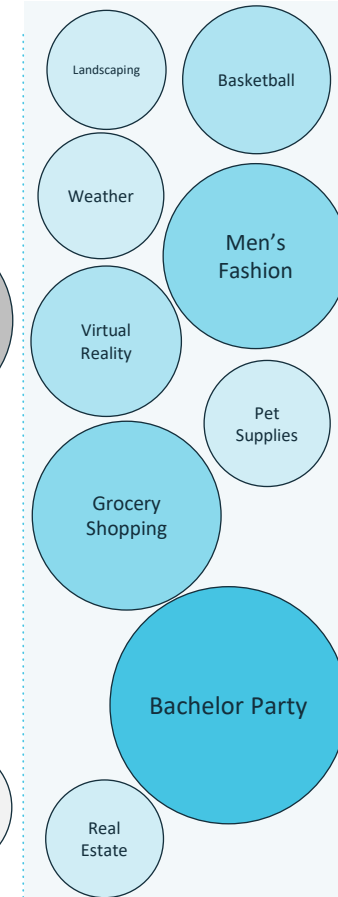 Landscaping
Basketball
Weather
Men’s
Fashion
Virtual
Reality
Pet
Supplies
Grocery
Shopping
Bachelor Party
Real
Estate